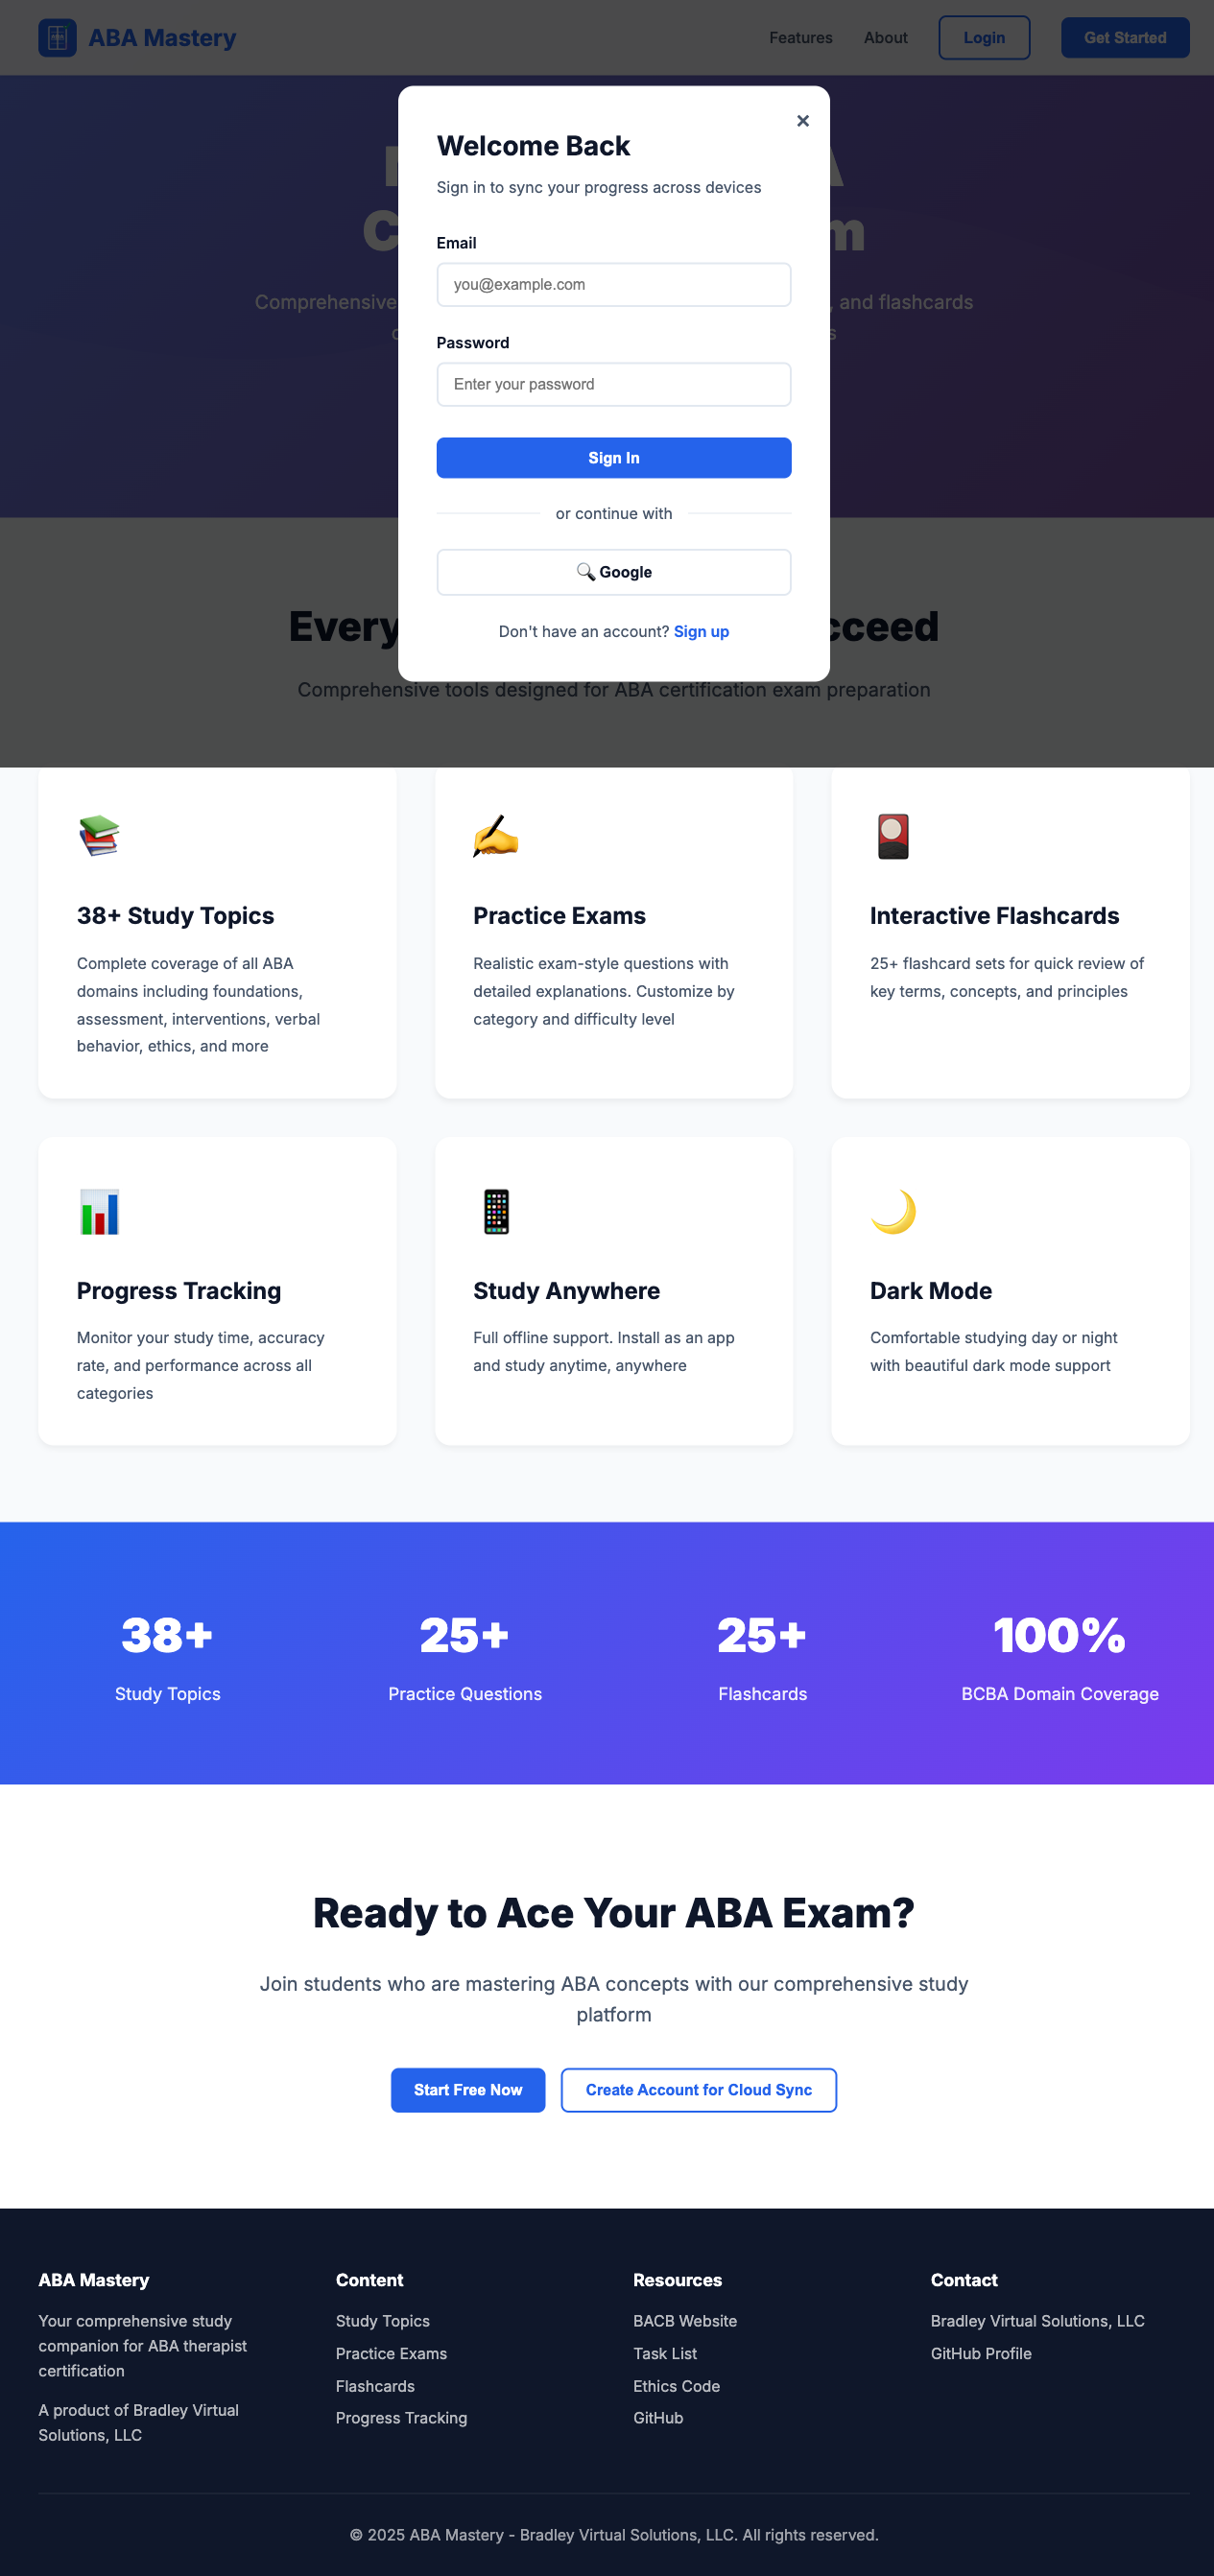 ABA Mastery
Features
About
Login
Get Started
×
Welcome Back
Sign in to sync your progress across devices
Email
you@example.com
Password
Enter your password
Sign In
or continue with
Google
Don't have an account? Sign up
Comprehensive
, and flashcards
Every
cceed
Comprehensive tools designed for ABA certification exam preparation
38+ Study Topics
Complete coverage of all ABA
domains including foundations,
assessment, interventions, verbal
behavior, ethics, and more
Practice Exams
Realistic exam-style questions with
detailed explanations. Customize by
category and difficulty level
Interactive Flashcards
25+ flashcard sets for quick review of
key terms, concepts, and principles
Progress Tracking
Monitor your study time, accuracy
rate, and performance across all
categories
Study Anywhere
Full offline support. Install as an app
and study anytime, anywhere
Dark Mode
Comfortable studying day or night
with beautiful dark mode support
38+
Study Topics
25+
Practice Questions
25+
Flashcards
100%
BCBA Domain Coverage
Ready to Ace Your ABA Exam?
Join students who are mastering ABA concepts with our comprehensive study
platform
Start Free Now
Create Account for Cloud Sync
ABA Mastery
Your comprehensive study
companion for ABA therapist
certification
A product of Bradley Virtual
Solutions, LLC
Content
Study Topics
Practice Exams
Flashcards
Progress Tracking
Resources
BACB Website
Task List
Ethics Code
GitHub
Contact
Bradley Virtual Solutions, LLC
GitHub Profile
© 2025 ABA Mastery - Bradley Virtual Solutions, LLC. All rights reserved.